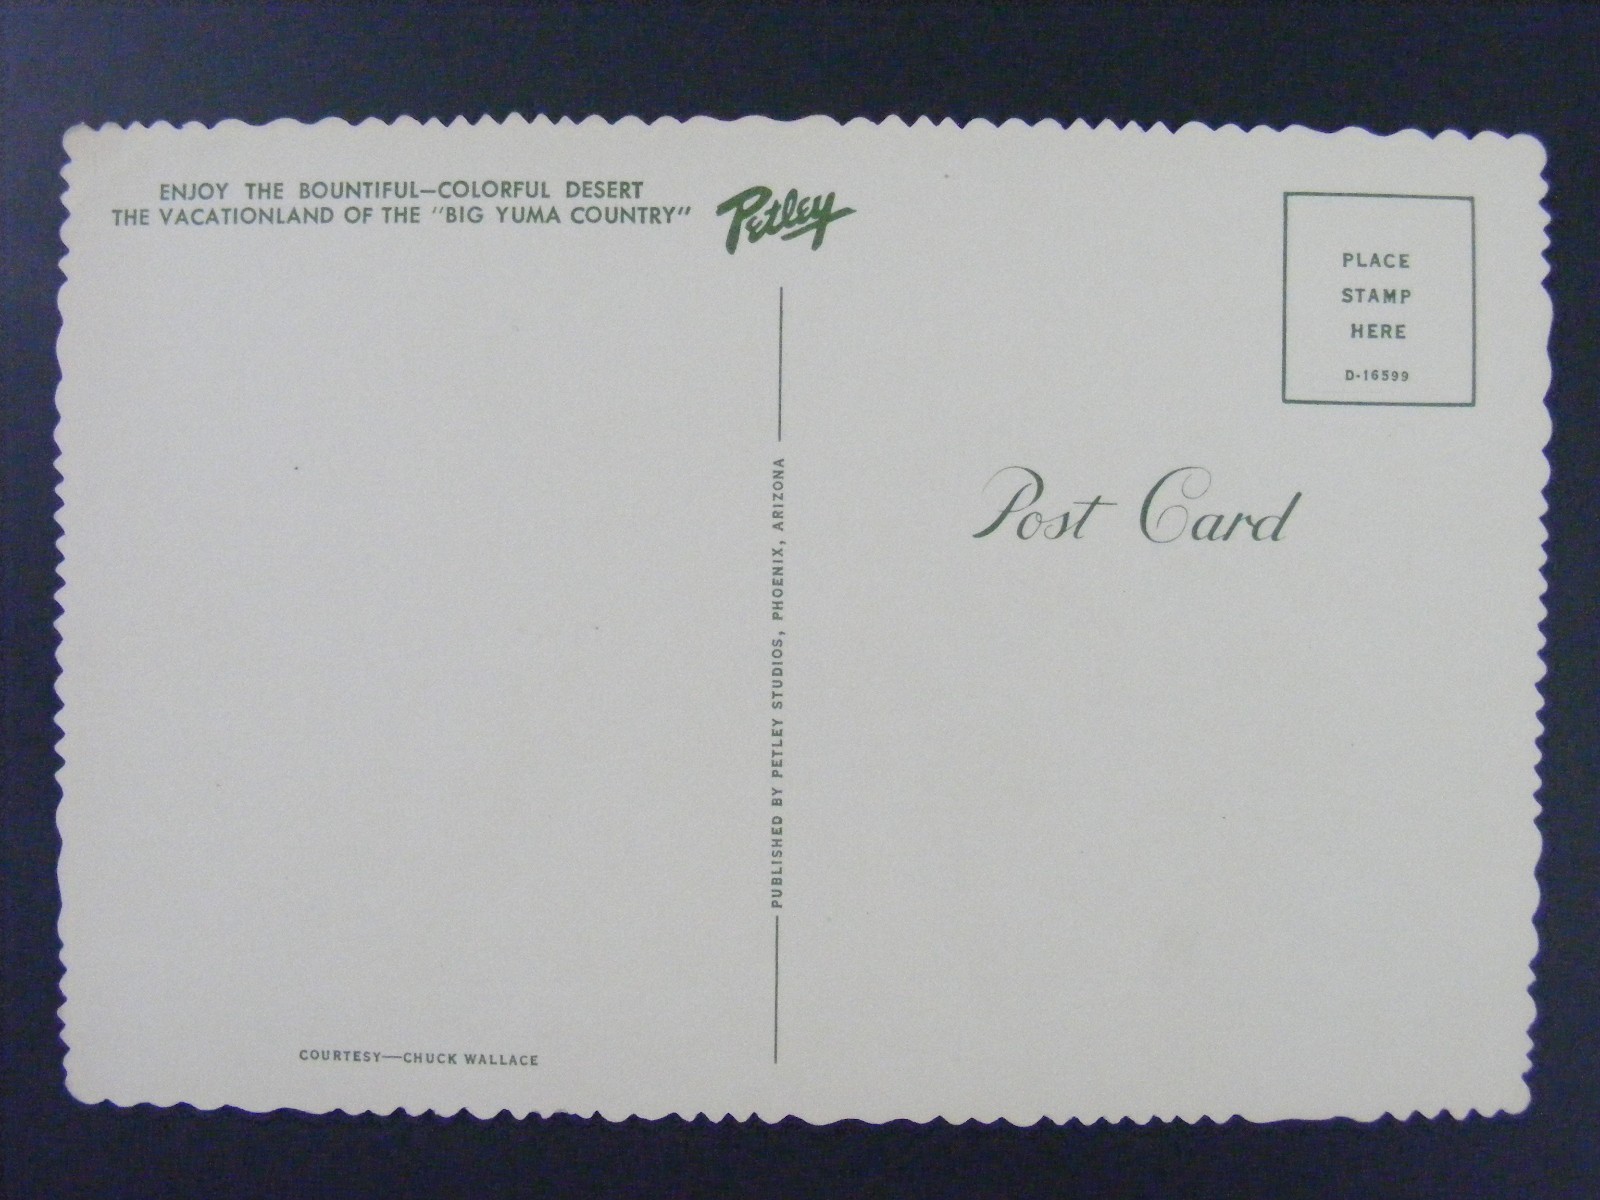 ENJOY THE BOUNTIFUL—COLORFUL DESERT
THE VACATIONLAND OF THE "BIG YUMA COUNTRY"
Petley
PLACE
STAMP
HERE
D-16599
Post Card
PUBLISHED BY PETLEY STUDIOS, PHOENIX, ARIZONA
COURTESY—CHUCK WALLACE